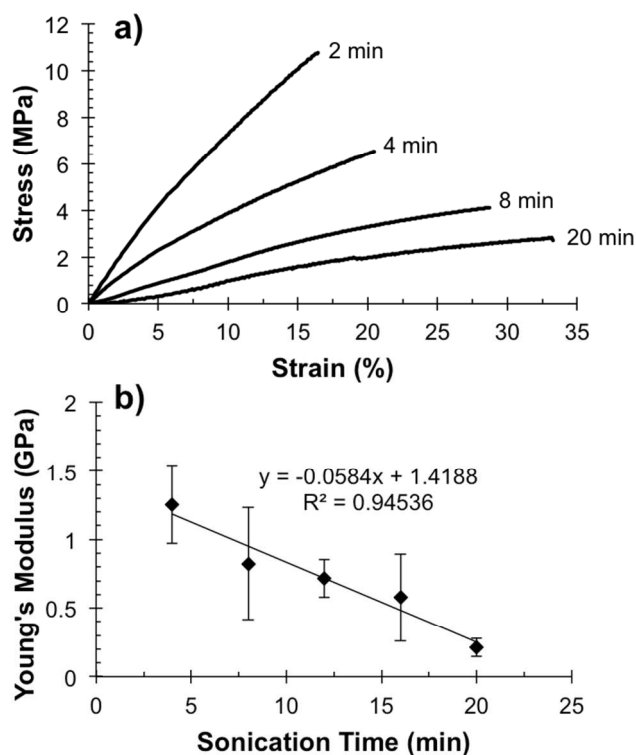 a)
12
10
8
6
4
2
0
Stress (MPa)
2 min
4 min
8 min
20 min
0 5 10 15 20 25 30 35
Strain (%)
b)
2
1.5
1
0.5
0
Young's Modulus (GPa)
y = -0.0584x + 1.4188
R² = 0.94536
0 5 10 15 20 25
Sonication Time (min)